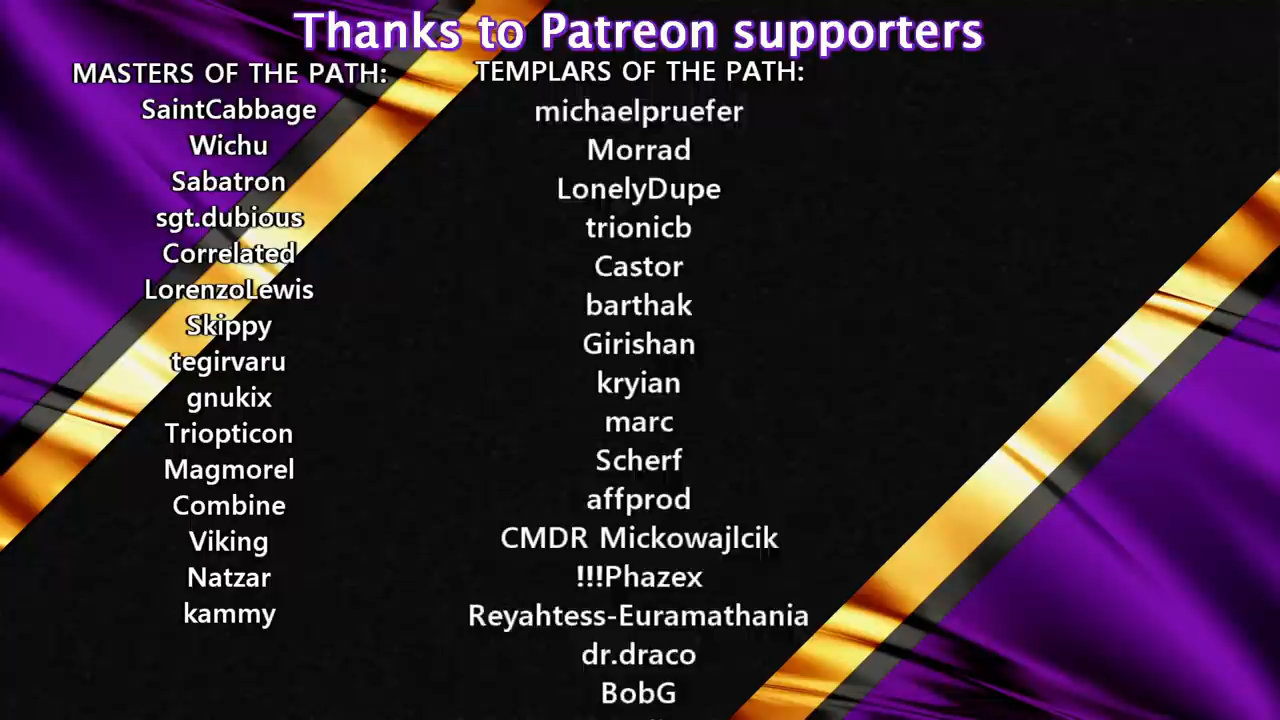 Thanks to Patreon supporters
MASTERS OF THE PATH:
SaintCabbage
Wichu
Sabatron
sgt.dubious
Correlated
LorenzoLewis
Skippy
tegirvaru
gnukix
Triopticon
Magmorel
Combine
Viking
Natzar
kammy
TEMPLARS OF THE PATH:
michaelpruefer
Morrad
LonelyDupe
trionicb
Castor
barthak
Girishan
kryian
marc
Scherf
affprod
CMDR Mickowajlcik
!!!Phazex
Reyahtess-Euramathania
dr.draco
BobG